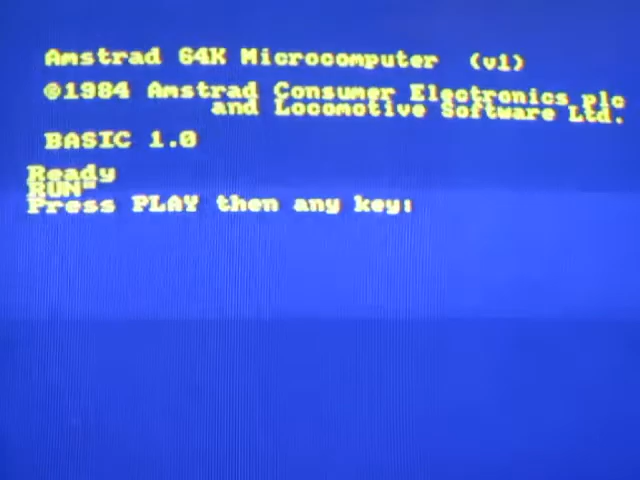 Amstrad 64K Microcomputer (v1)
©1984 Amstrad Consumer Electronics plc
and Locomotive Software Ltd.
BASIC 1.0
Ready
RUN"
Press PLAY then any key: